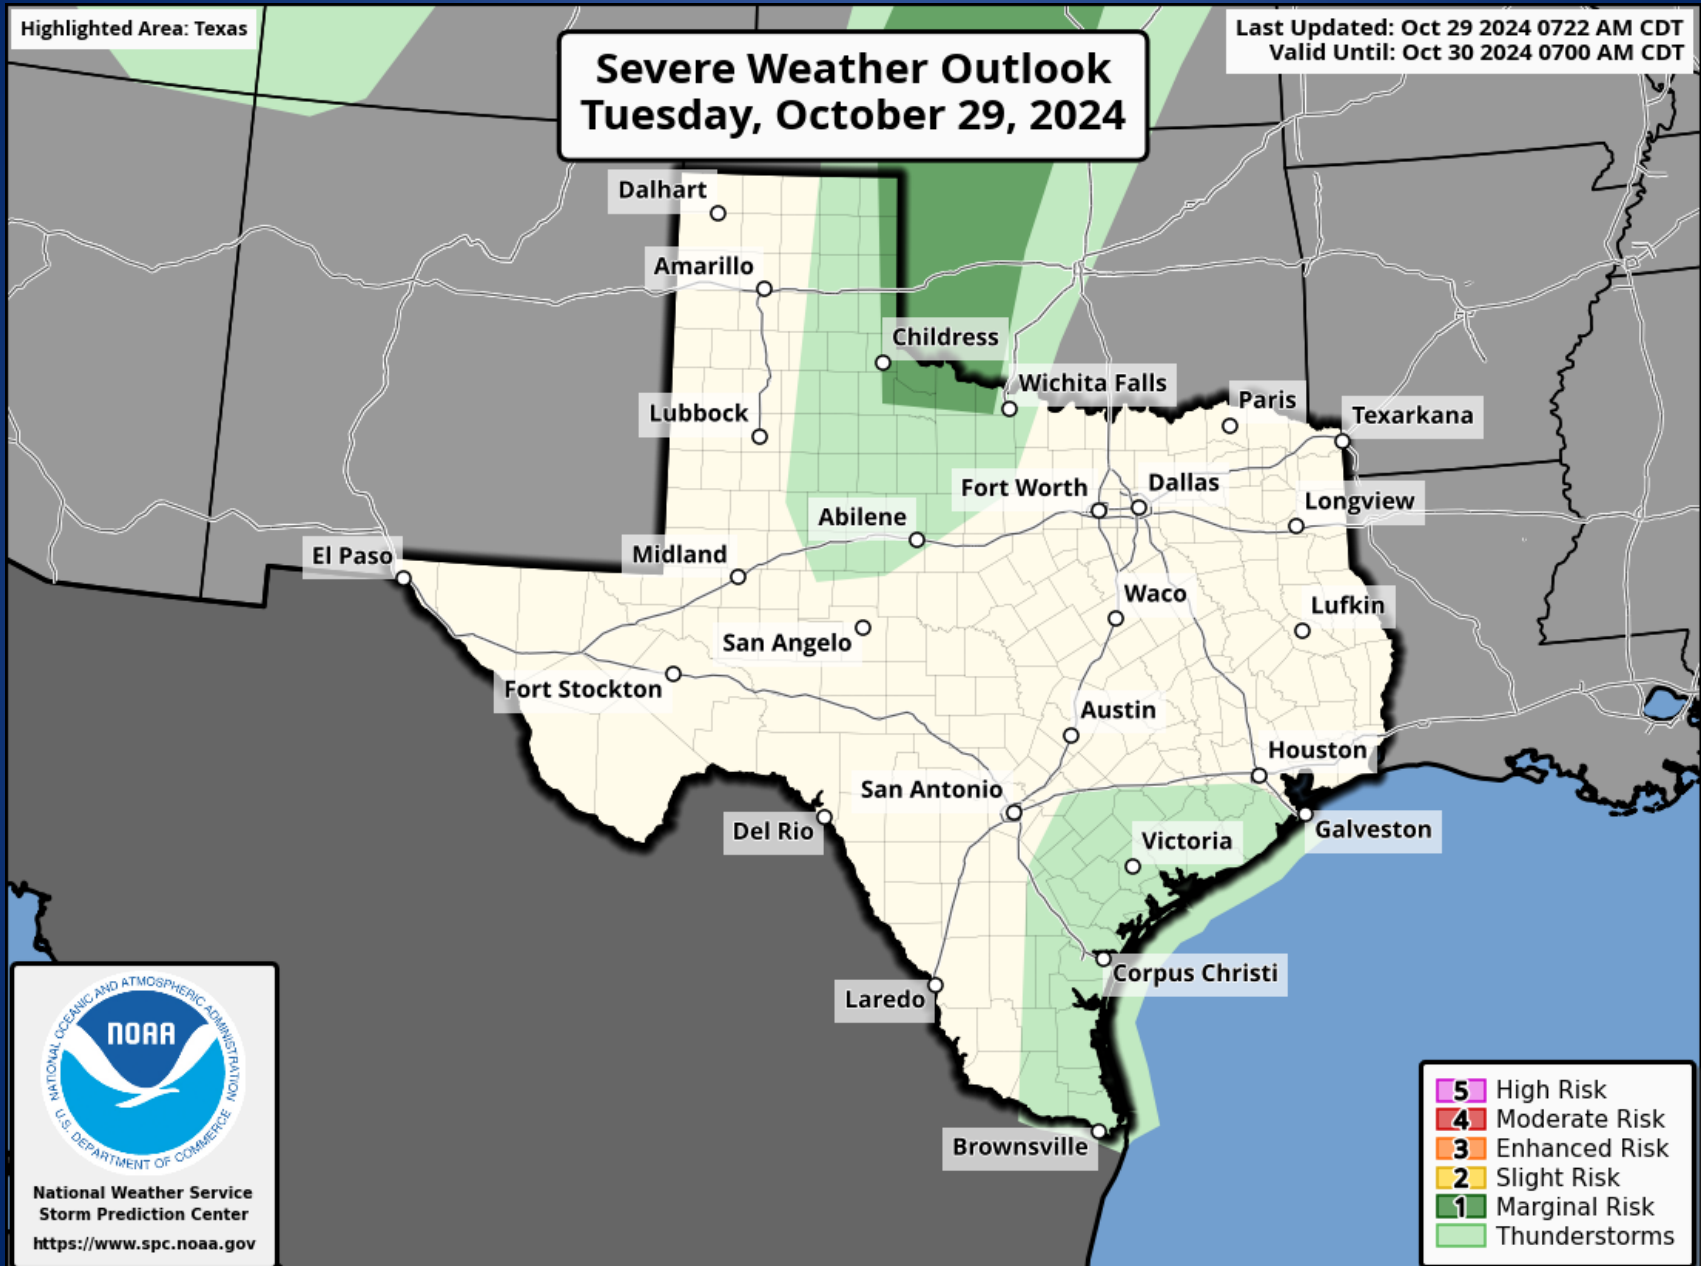 Highlighted Area: Texas
Last Updated: Oct 29 2024 0722 AM CDT
Valid Until: Oct 30 2024 0700 AM CDT
Severe Weather Outlook
Tuesday, October 29, 2024
Dalhart
Amarillo
Childress
Wichita Falls
Paris
Texarkana
Lubbock
Fort Worth
Dallas
Longview
Abilene
El Paso
Midland
Waco
Lufkin
San Angelo
Fort Stockton
Austin
Houston
San Antonio
Del Rio
Victoria
Galveston
Corpus Christi
Laredo
Brownsville
NATIONAL OCEANIC AND ATMOSPHERIC ADMINISTRATION
NOAA
U.S. DEPARTMENT OF COMMERCE
National Weather Service
Storm Prediction Center
https://www.spc.noaa.gov
5 High Risk
4 Moderate Risk
3 Enhanced Risk
2 Slight Risk
1 Marginal Risk
Thunderstorms